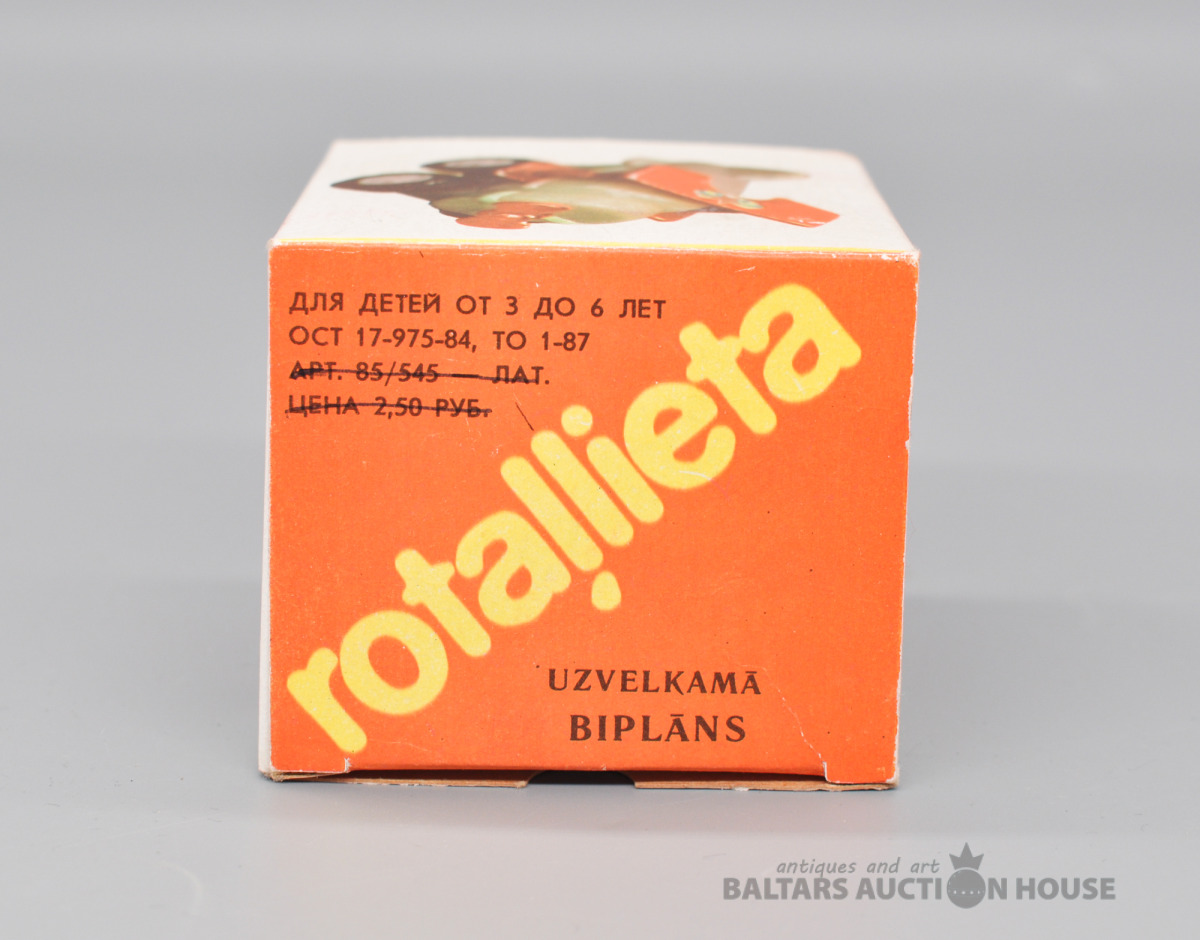 ДЛЯ ДЕТЕЙ ОТ 3 ДО 6 ЛЕТ
ОСТ 17-975-84, ТО 1-87
АРТ. 85/545 — ЛАТ.
ЦЕНА 2,50 РУБ.
rotaļlieta
UZVELKAMĀ
BIPLĀNS
antiques and art
BALTARS AUCTION HOUSE